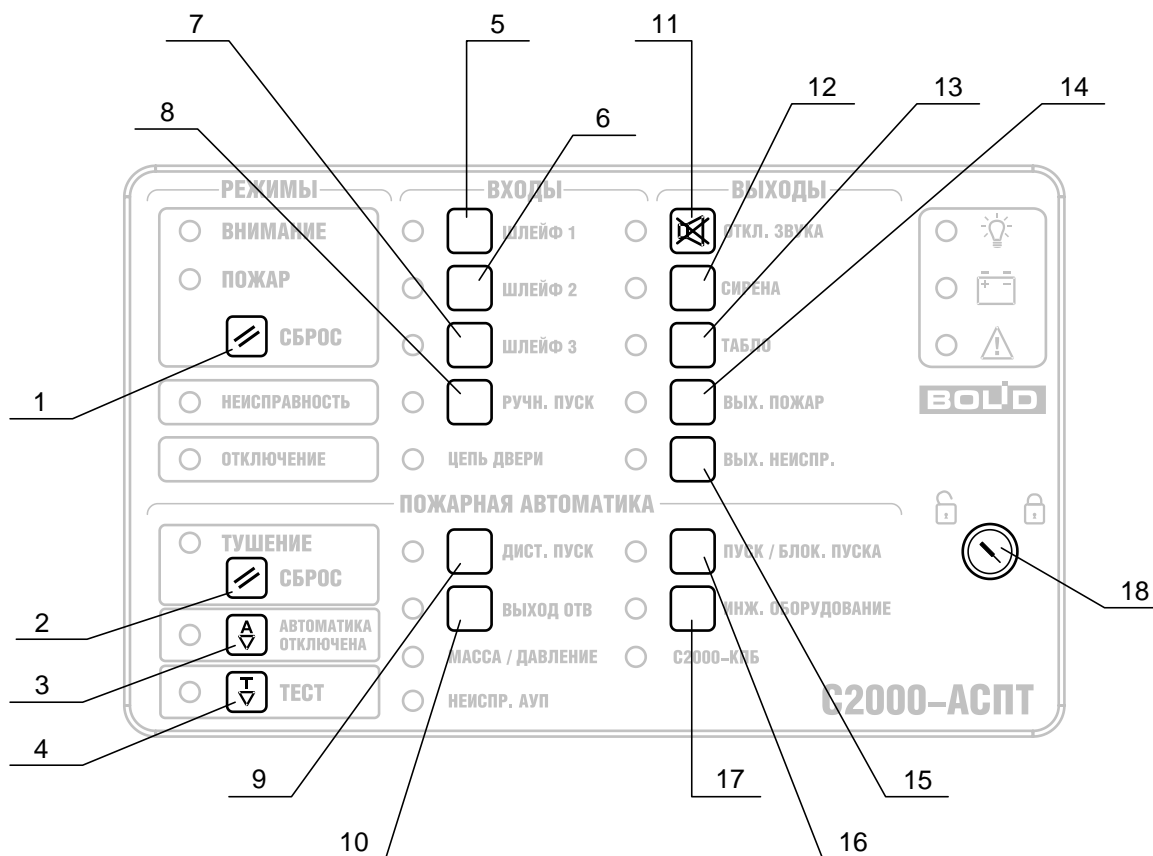 7 5 11
12 13 14
8 6
РЕЖИМЫ ВХОДЫ ВЫХОДЫ
ВНИМАНИЕ ШЛЕЙФ 1 ОТКЛ. ЗВУКА
ПОЖАР ШЛЕЙФ 2 СИРЕНА
СБРОС ШЛЕЙФ 3 ТАБЛО
1 НЕИСПРАВНОСТЬ РУЧН. ПУСК ВЫХ. ПОЖАР BOLID
ОТКЛЮЧЕНИЕ ЦЕПЬ ДВЕРИ ВЫХ. НЕИСПР.
ПОЖАРНАЯ АВТОМАТИКА
ТУШЕНИЕ ДИСТ. ПУСК ПУСК / БЛОК. ПУСКА
СБРОС
2 ВЫХОД ОТВ ИНЖ. ОБОРУДОВАНИЕ 18
А АВТОМАТИКА
ОТКЛЮЧЕНА
3 МАССА / ДАВЛЕНИЕ С2000-КПБ
Т ТЕСТ НЕИСПР. АУП С2000-АСПТ
4
9 17 15
10 16